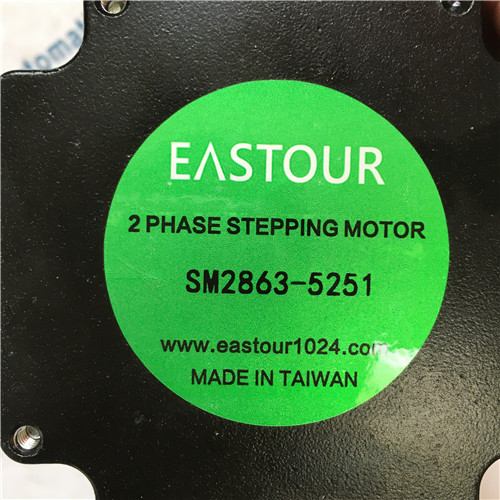 EASTOUR
2 PHASE STEPPING MOTOR
SM2863-5251
www.eastour1024.com
MADE IN TAIWAN